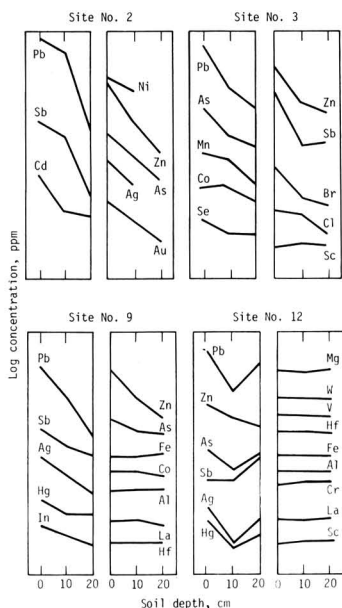 Site No. 2
Site No. 3
Pb
Sb
Cd
Ni
Zn
As
Ag
Au
Pb
As
Mn
Co
Se
Zn
Sb
Br
Cl
Sc
Log concentration, ppm
Site No. 9
Site No. 12
Pb
Sb
Ag
Hg
In
Zn
As
Fe
Co
Al
La
Hf
Pb
Zn
As
Sb
Ag
Hg
Mg
W
V
Hf
Fe
Al
Cr
La
Sc
0 10 20 0 10 20 0 10 20 0 10 20
Soil depth, cm